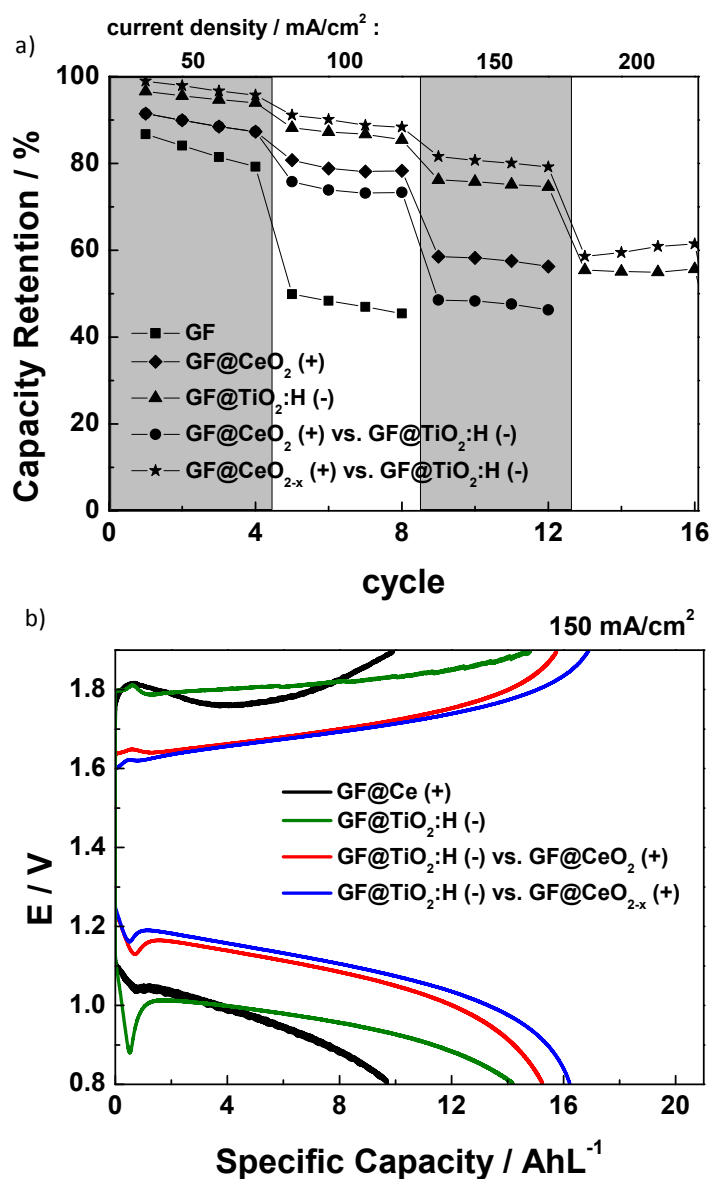 current density / mA/cm² :
a)
50 100 150 200
100
80
60
40
20
0
Capacity Retention / %
GF
GF@CeO₂ (+)
GF@TiO₂:H (-)
GF@CeO₂ (+) vs. GF@TiO₂:H (-)
GF@CeO₂₋ₓ (+) vs. GF@TiO₂:H (-)
0 4 8 12 16
cycle
b)
150 mA/cm²
1.8
1.6
1.4
1.2
1.0
0.8
E / V
GF@Ce (+)
GF@TiO₂:H (-)
GF@TiO₂:H (-) vs. GF@CeO₂ (+)
GF@TiO₂:H (-) vs. GF@CeO₂₋ₓ (+)
0 4 8 12 16 20
Specific Capacity / AhL⁻¹